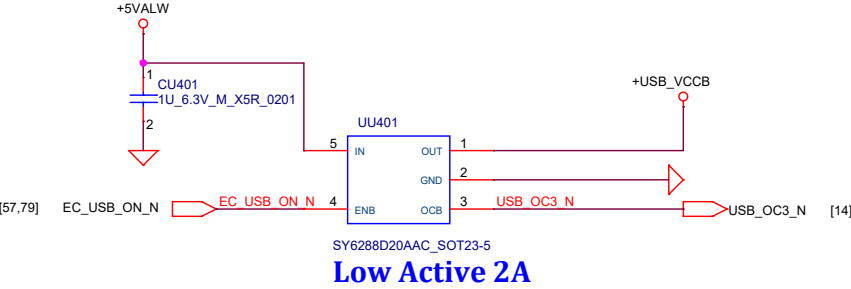 +5VALW
1
CU401
1U_6.3V_M_X5R_0201
2
+USB_VCCB
UU401
5 IN OUT 1
GND 2
[57,79] EC_USB_ON_N EC_USB_ON_N 4 ENB OCB 3 USB_OC3_N USB_OC3_N [14]
SY6288D20AAC_SOT23-5
Low Active 2A